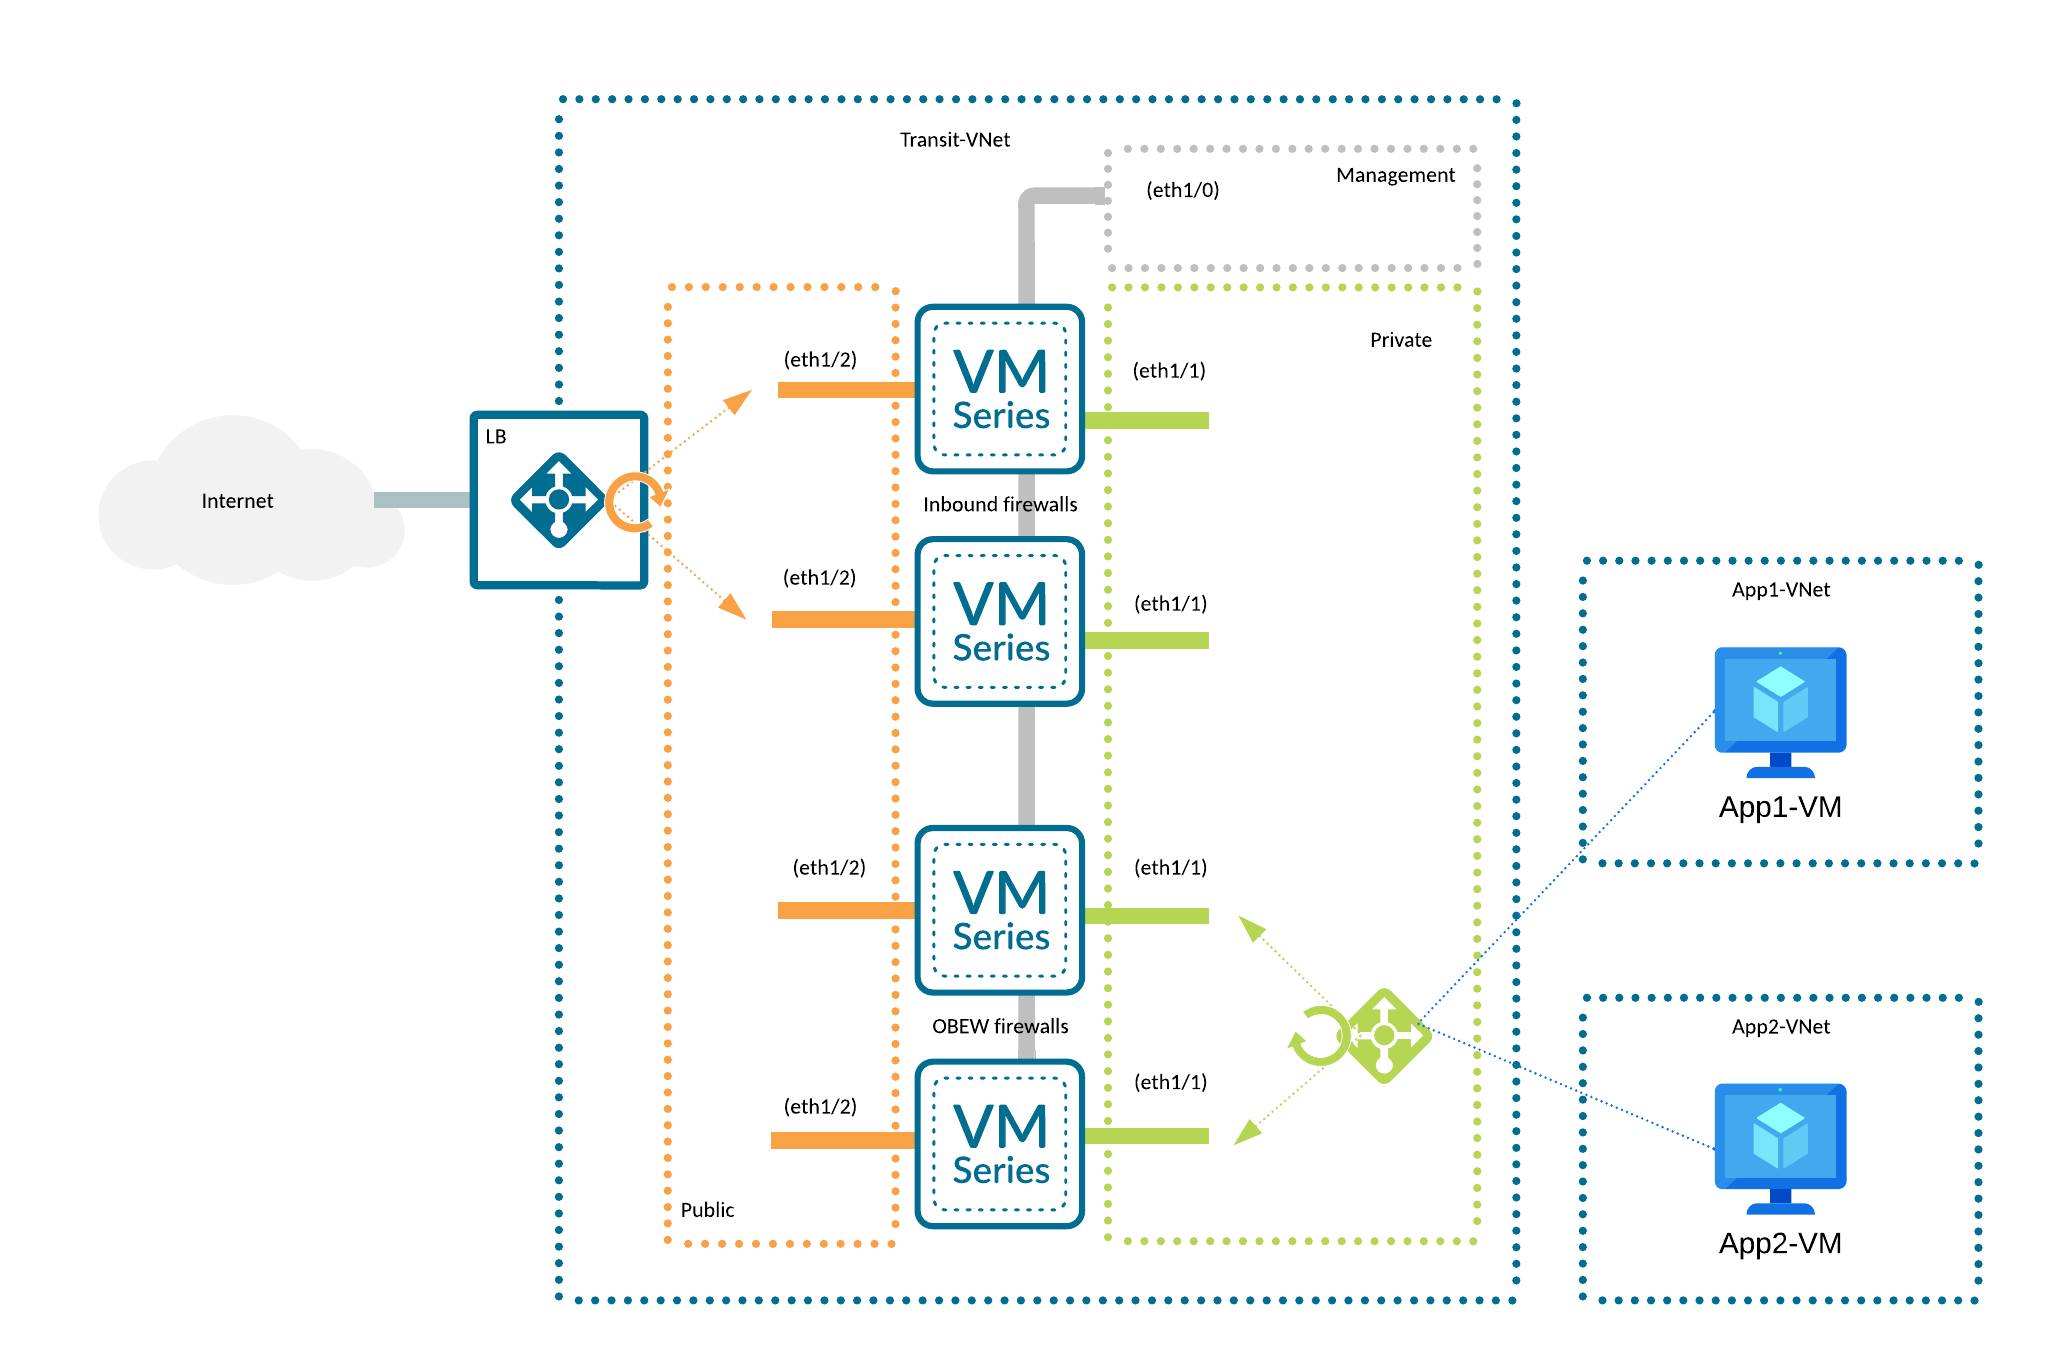 Transit-VNet
Management
(eth1/0)
Private
(eth1/2)
VM
Series
(eth1/1)
LB
Internet
Inbound firewalls
(eth1/2)
VM
Series
(eth1/1)
App1-VNet
App1-VM
(eth1/2)
VM
Series
(eth1/1)
OBEW firewalls
App2-VNet
(eth1/2)
VM
Series
(eth1/1)
Public
App2-VM